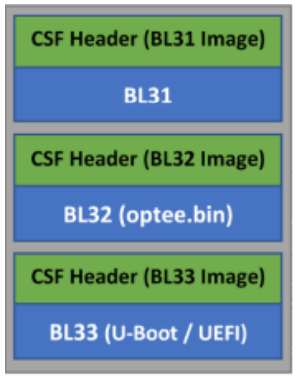 CSF Header (BL31 Image)
BL31
CSF Header (BL32 Image)
BL32 (optee.bin)
CSF Header (BL33 Image)
BL33 (U-Boot / UEFI)